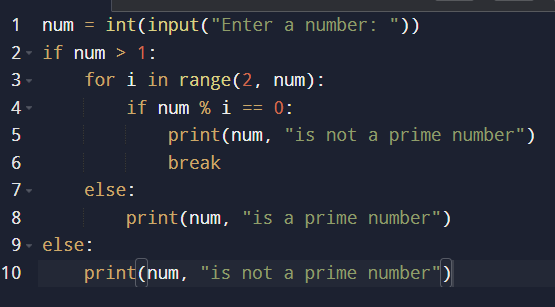 1 num = int(input("Enter a number: "))
2 if num > 1:
3     for i in range(2, num):
4         if num % i == 0:
5             print(num, "is not a prime number")
6             break
7     else:
8         print(num, "is a prime number")
9 else:
10     print(num, "is not a prime number")